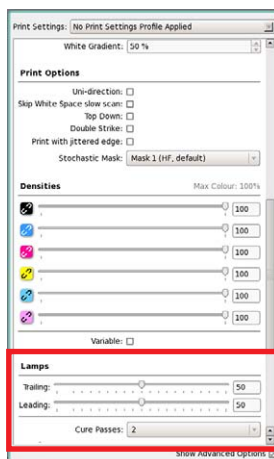 Print Settings: No Print Settings Profile Applied
White Gradient: 50 %
Print Options
Uni-direction:
Skip White Space slow scan:
Top Down:
Double Strike:
Print with jittered edge:
Stochastic Mask: Mask 1 (HF, default)
Densities Max Colour: 100%
100
100
100
100
100
100
Variable:
Lamps
Trailing: 50
Leading: 50
Cure Passes: 2
Show Advanced Options